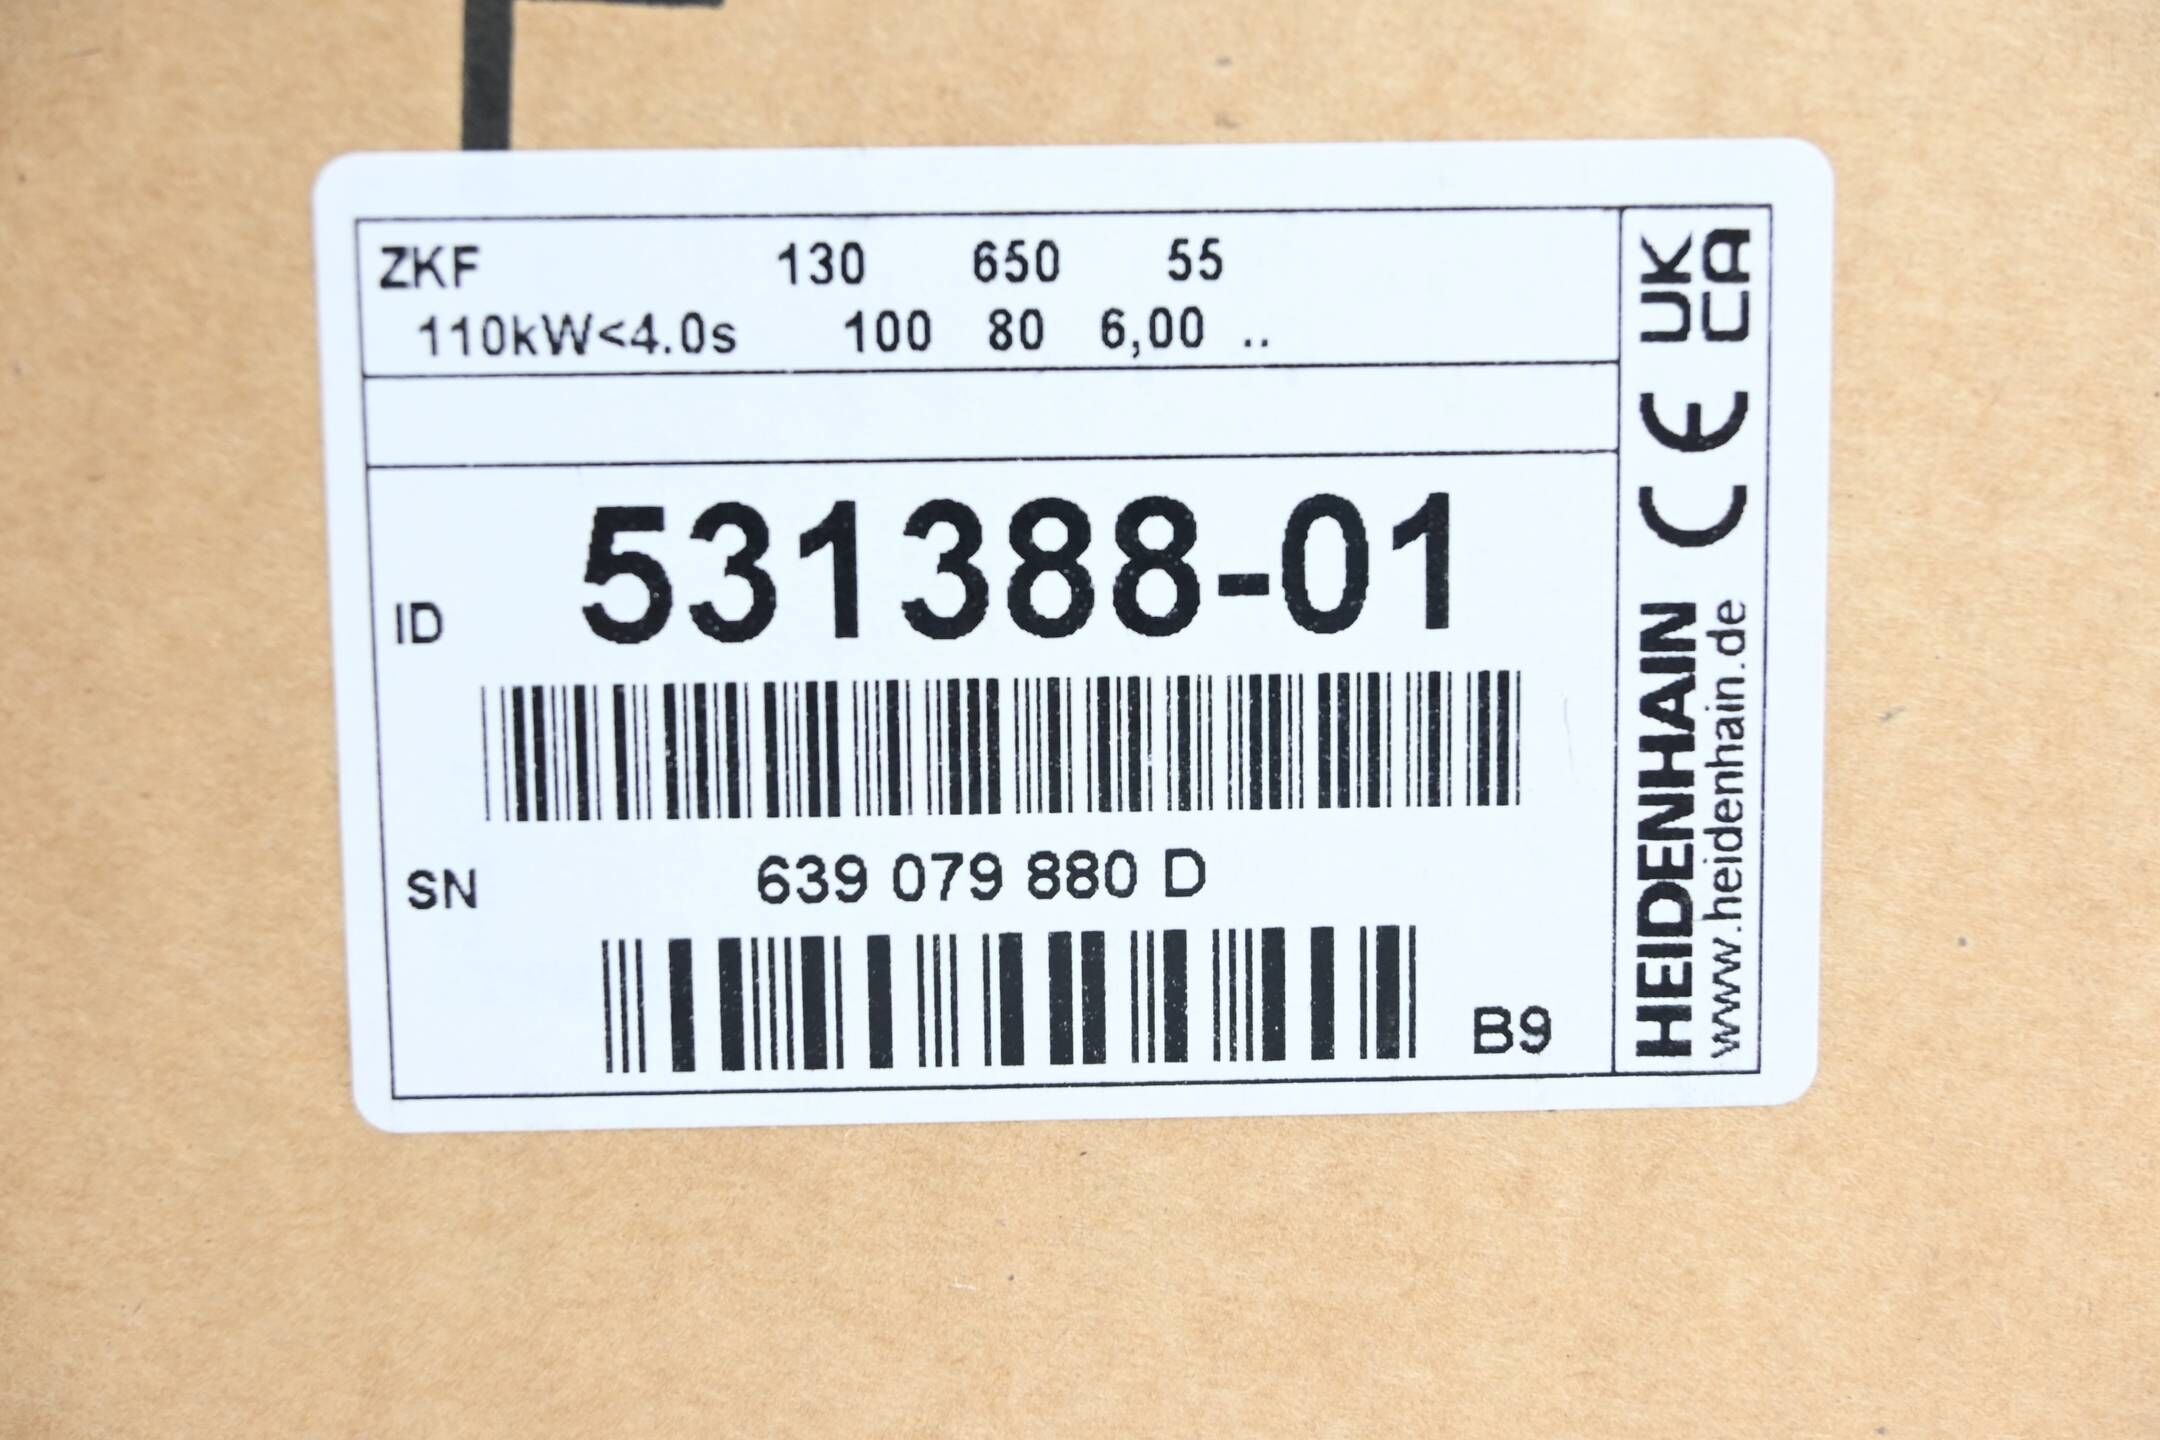 ZKF 130 650 55
110kW<4.0s 100 80 6,00 ..
ID 531388-01
SN 639 079 880 D
B9
HEIDENHAIN CE UK
www.heidenhain.de CA